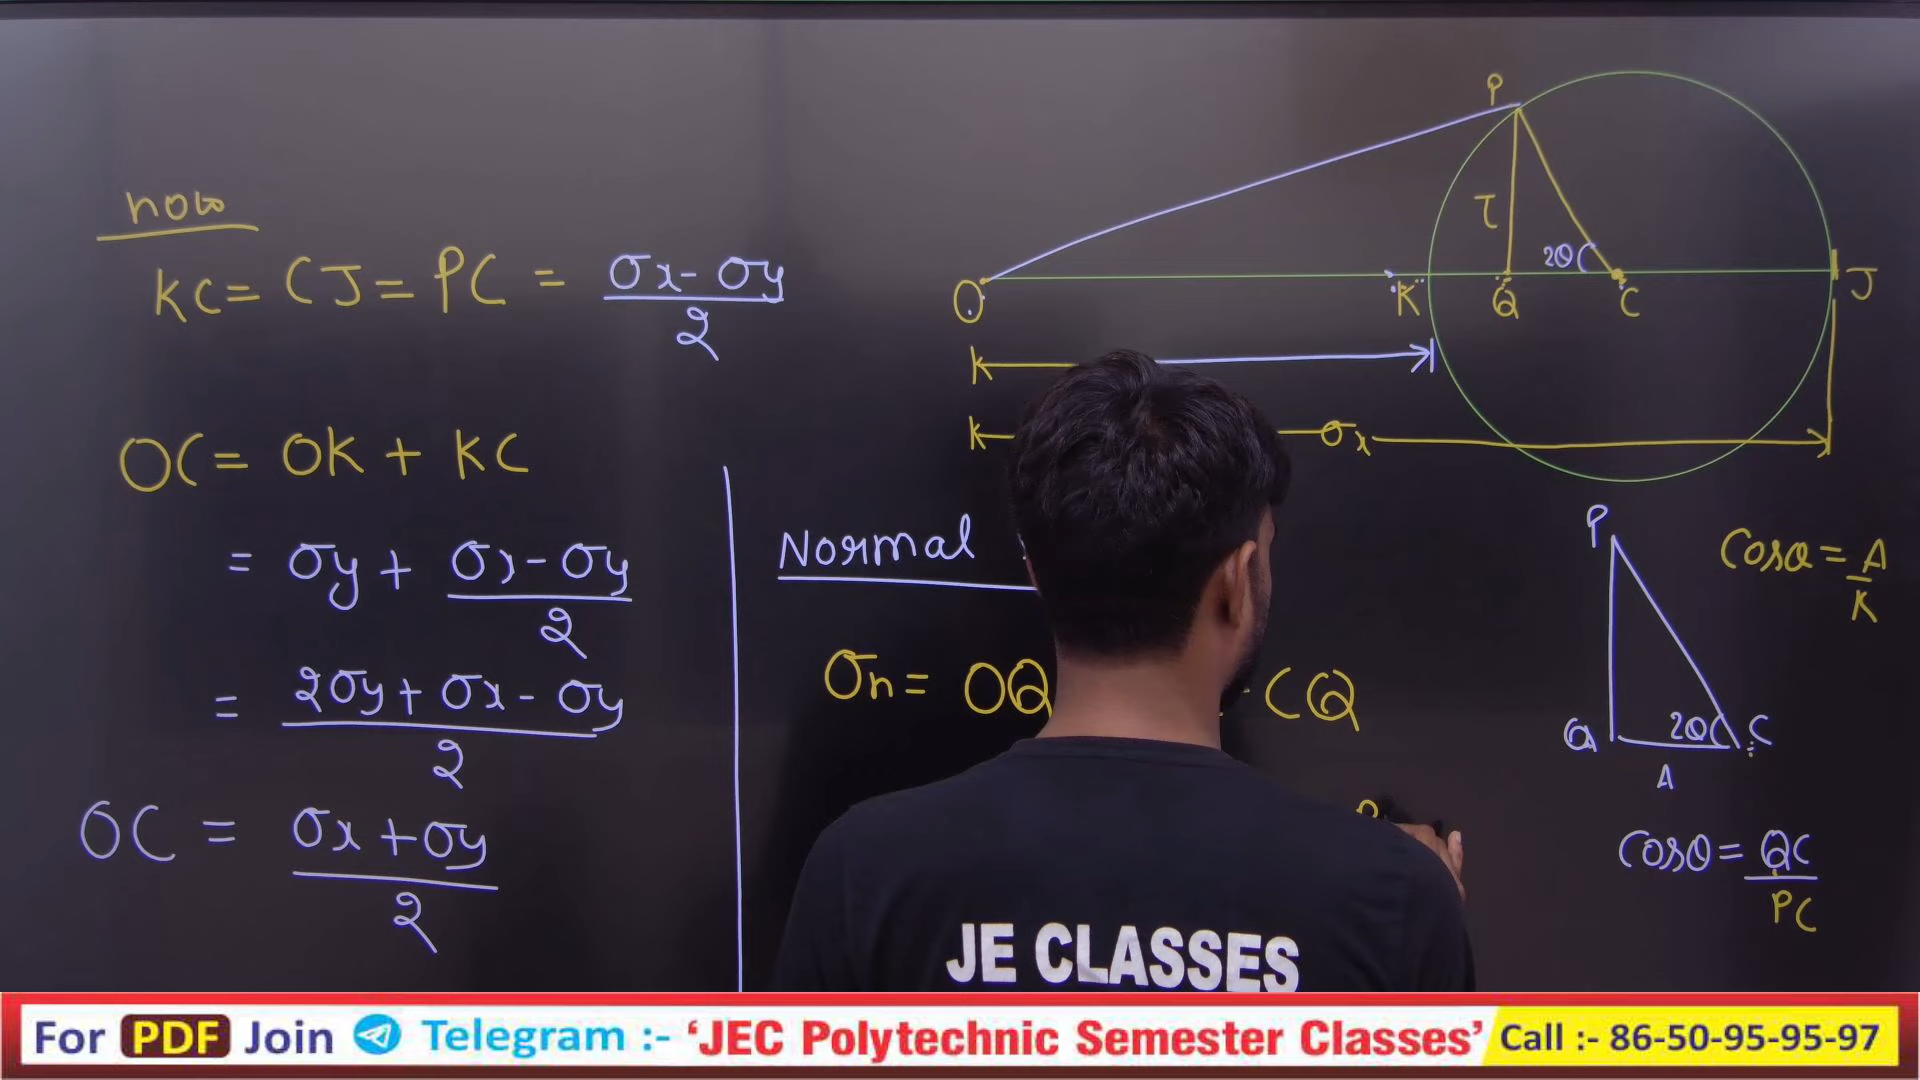 now
KC = CJ = PC = σx - σy / 2
OC = OK + KC
= σy + σx - σy / 2
= 2σy + σx - σy / 2
OC = σx + σy / 2
P
τ
2θ
O K Q C J
K
K σx
Normal
σn = OQ CQ
P
Q 2θ C
A
Cosθ = A / K
Cosθ = QC / PC
JE CLASSES
For PDF Join Telegram :- ‘JEC Polytechnic Semester Classes’ Call :- 86-50-95-95-97